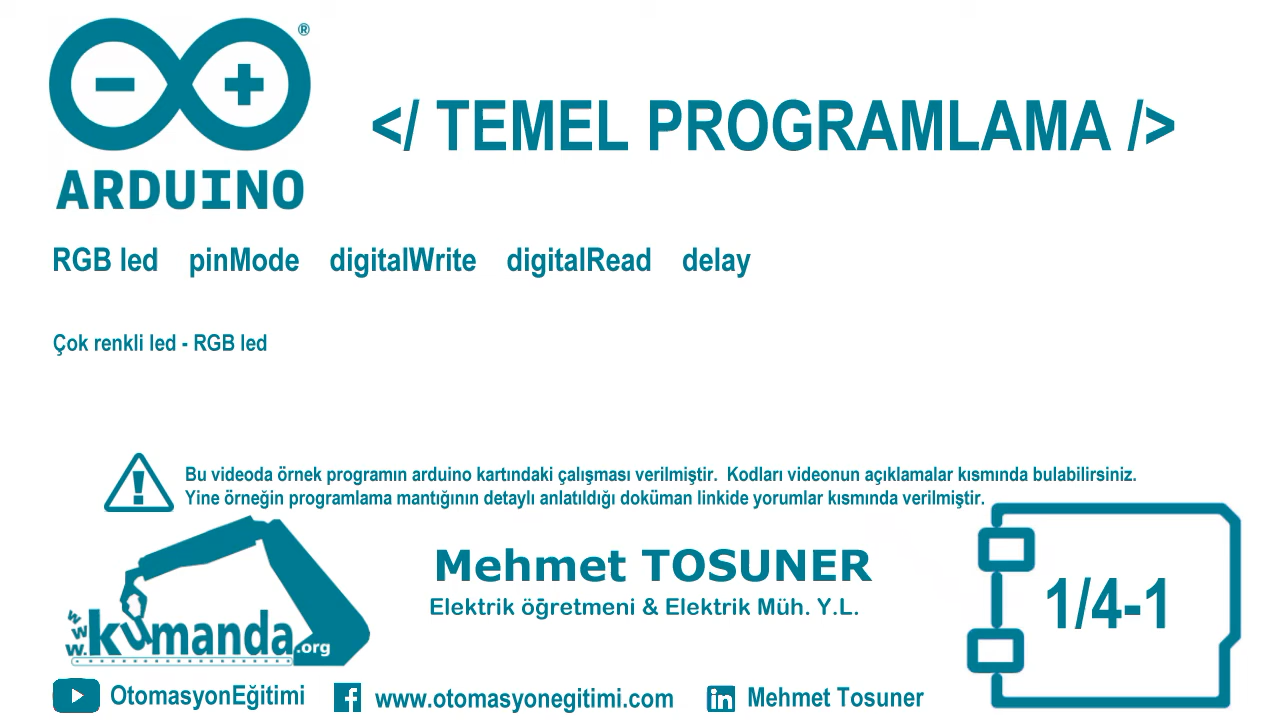 ®
</ TEMEL PROGRAMLAMA />
ARDUINO
RGB led pinMode digitalWrite digitalRead delay
Çok renkli led - RGB led
Bu videoda örnek programın arduino kartındaki çalışması verilmiştir. Kodları videonun açıklamalar kısmında bulabilirsiniz.
Yine örneğin programlama mantığının detaylı anlatıldığı doküman linkide yorumlar kısmında verilmiştir.
Mehmet TOSUNER
Elektrik öğretmeni & Elektrik Müh. Y.L.
1/4-1
www.kumanda.org
OtomasyonEğitimi www.otomasyonegitimi.com Mehmet Tosuner